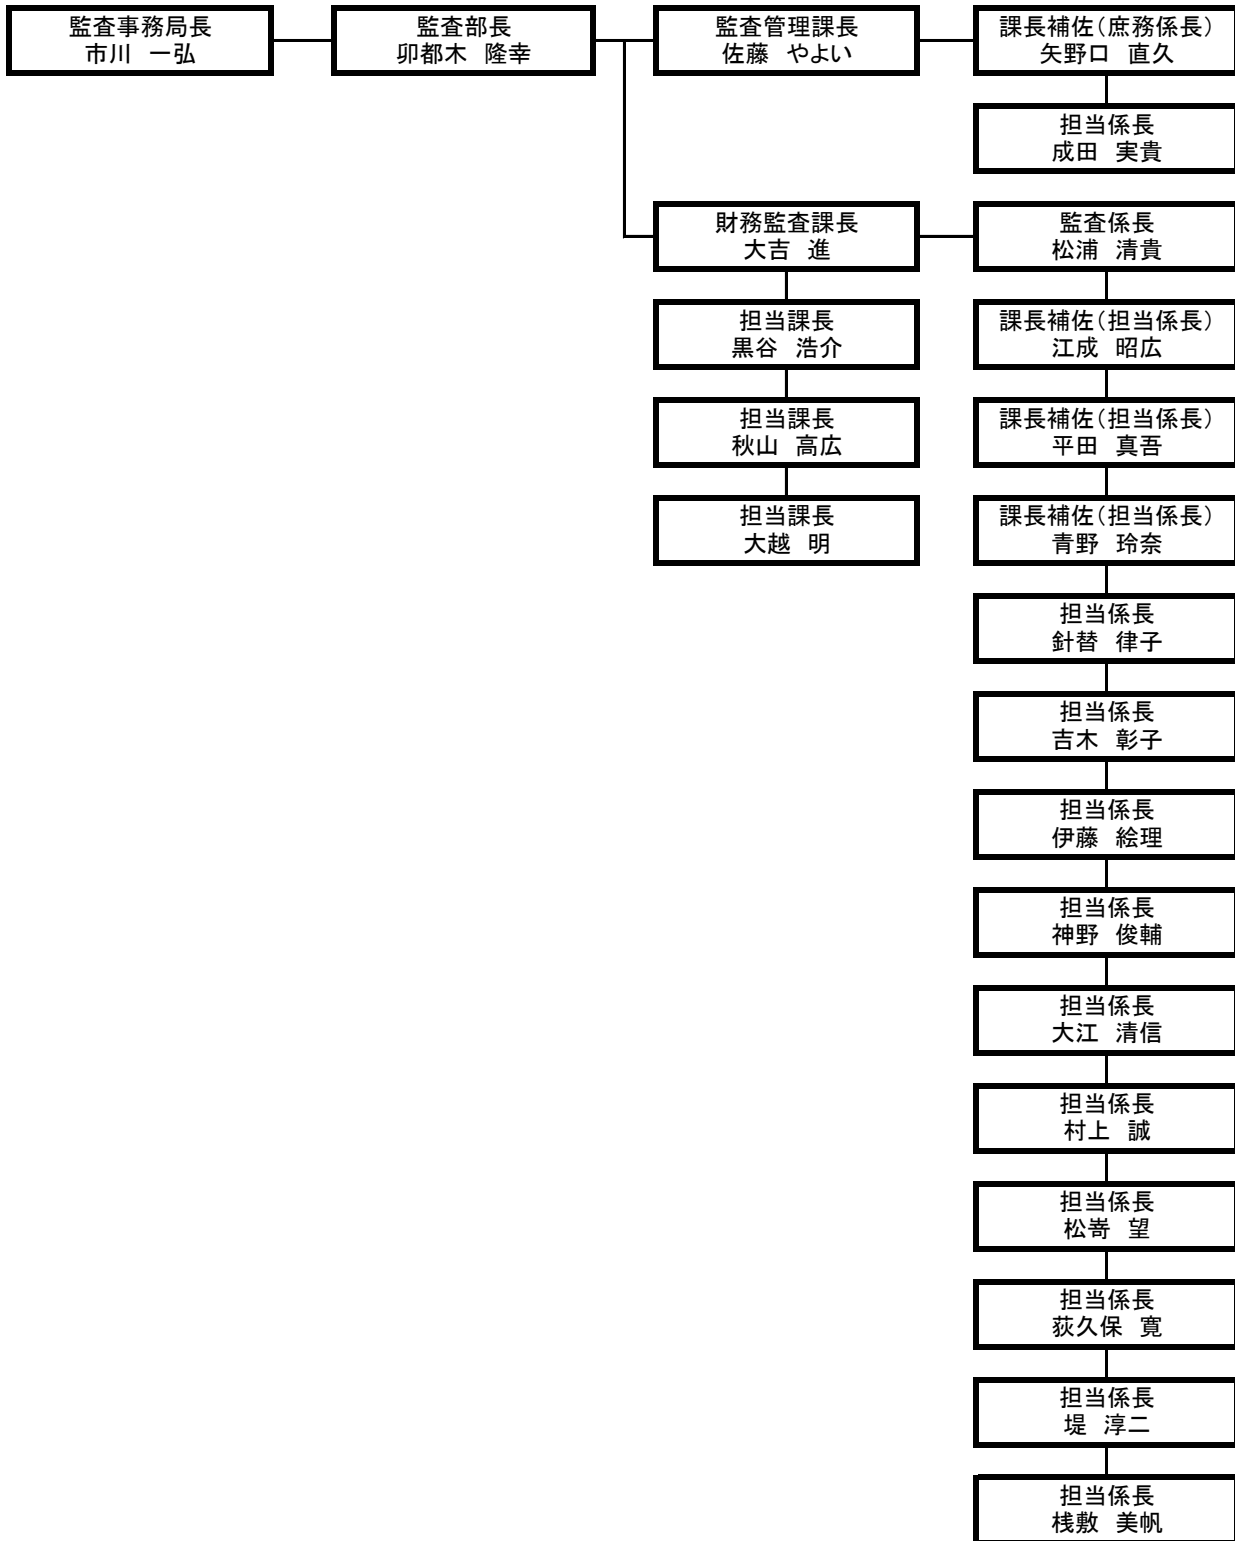 監査事務局長
市川　一弘
監査部長
卯都木　隆幸
監査管理課長
佐藤　やよい
課長補佐（庶務係長）
矢野口　直久
担当係長
成田　実貴
財務監査課長
大吉　進
担当課長
黒谷　浩介
担当課長
秋山　高広
担当課長
大越　明
監査係長
松浦　清貴
課長補佐（担当係長）
江成　昭広
課長補佐（担当係長）
平田　真吾
課長補佐（担当係長）
青野　玲奈
担当係長
針替　律子
担当係長
吉木　彰子
担当係長
伊藤　絵理
担当係長
神野　俊輔
担当係長
大江　清信
担当係長
村上　誠
担当係長
松嵜　望
担当係長
荻久保　寛
担当係長
堤　淳二
担当係長
桟敷　美帆